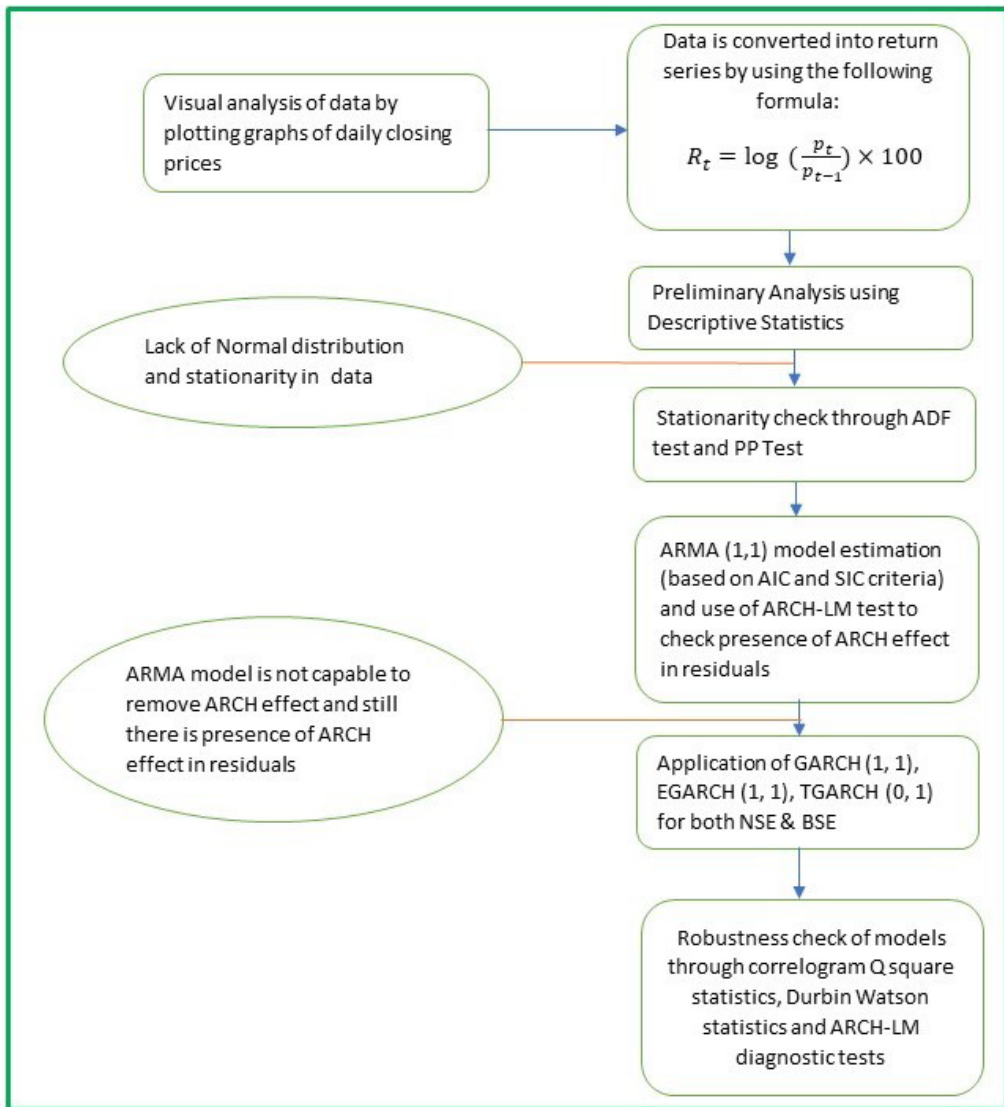 Visual analysis of data by
plotting graphs of daily closing
prices
Data is converted into return
series by using the following
formula:
R_t = log (p_t / p_{t−1}) × 100
Preliminary Analysis using
Descriptive Statistics
Lack of Normal distribution
and stationarity in data
Stationarity check through ADF
test and PP Test
ARMA (1,1) model estimation
(based on AIC and SIC criteria)
and use of ARCH-LM test to
check presence of ARCH effect
in residuals
ARMA model is not capable to
remove ARCH effect and still
there is presence of ARCH
effect in residuals
Application of GARCH (1, 1),
EGARCH (1, 1), TGARCH (0, 1)
for both NSE & BSE
Robustness check of models
through correlogram Q square
statistics, Durbin Watson
statistics and ARCH-LM
diagnostic tests